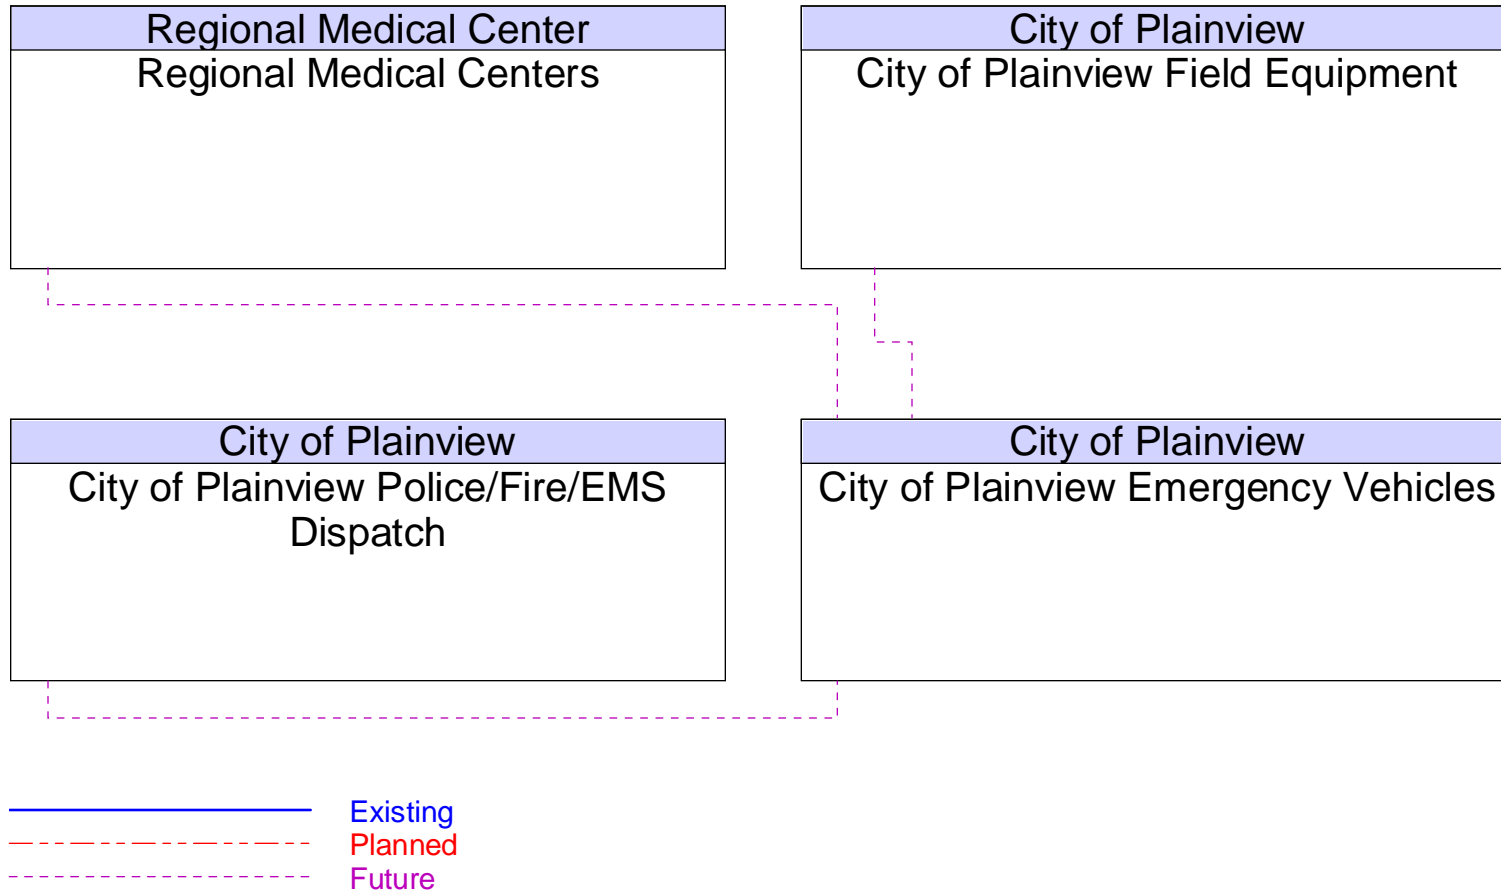 Regional Medical Center
Regional Medical Centers
City of Plainview
City of Plainview Field Equipment
City of Plainview
City of Plainview Police/Fire/EMS
Dispatch
City of Plainview
City of Plainview Emergency Vehicles
Existing
Planned
Future